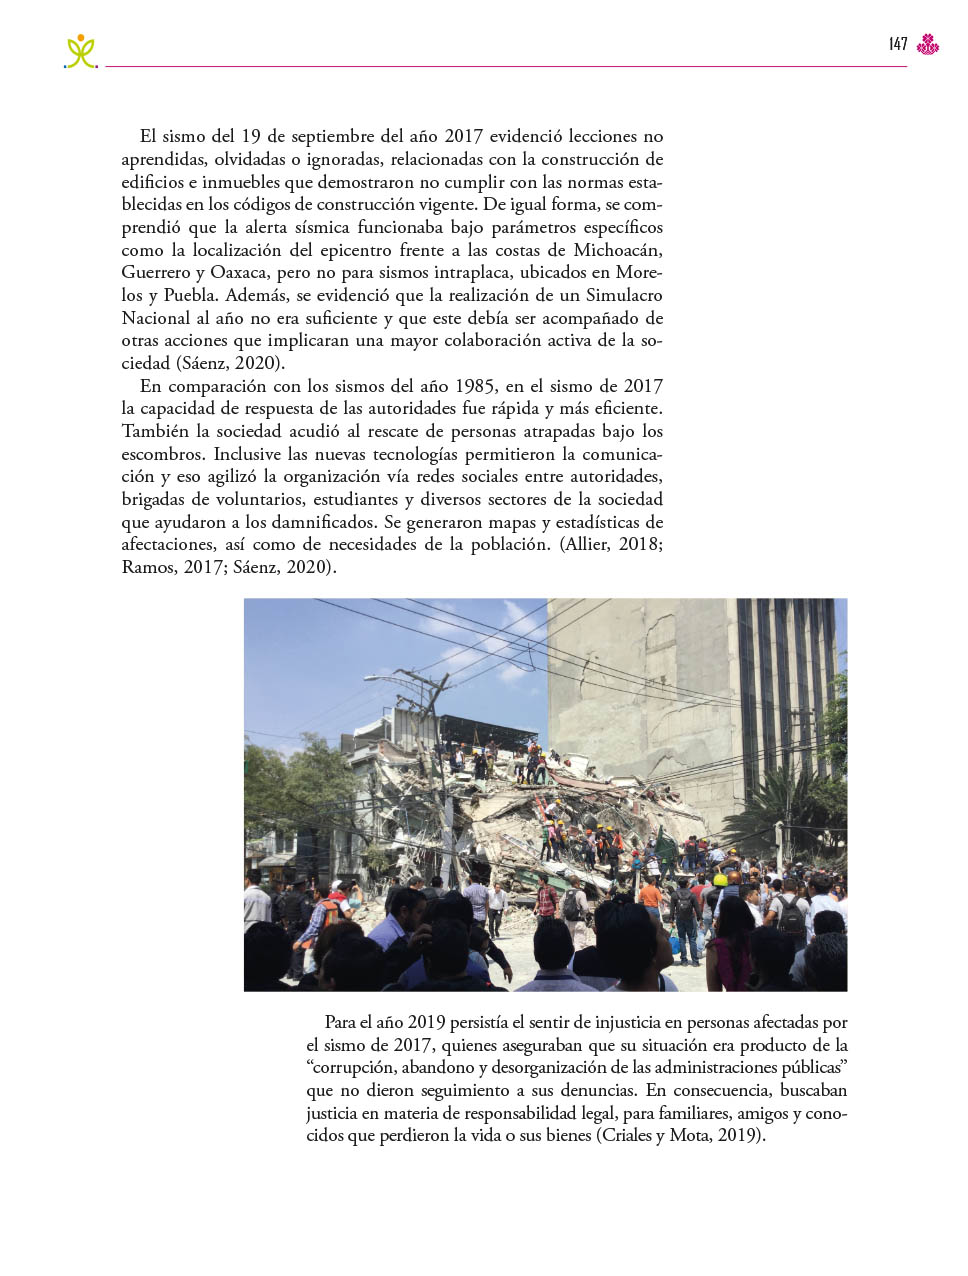 147
El sismo del 19 de septiembre del año 2017 evidenció lecciones no
aprendidas, olvidadas o ignoradas, relacionadas con la construcción de
edificios e inmuebles que demostraron no cumplir con las normas esta-
blecidas en los códigos de construcción vigente. De igual forma, se com-
prendió que la alerta sísmica funcionaba bajo parámetros específicos
como la localización del epicentro frente a las costas de Michoacán,
Guerrero y Oaxaca, pero no para sismos intraplaca, ubicados en More-
los y Puebla. Además, se evidenció que la realización de un Simulacro
Nacional al año no era suficiente y que este debía ser acompañado de
otras acciones que implicaran una mayor colaboración activa de la so-
ciedad (Sáenz, 2020).
En comparación con los sismos del año 1985, en el sismo de 2017
la capacidad de respuesta de las autoridades fue rápida y más eficiente.
También la sociedad acudió al rescate de personas atrapadas bajo los
escombros. Inclusive las nuevas tecnologías permitieron la comunica-
ción y eso agilizó la organización vía redes sociales entre autoridades,
brigadas de voluntarios, estudiantes y diversos sectores de la sociedad
que ayudaron a los damnificados. Se generaron mapas y estadísticas de
afectaciones, así como de necesidades de la población. (Allier, 2018;
Ramos, 2017; Sáenz, 2020).
Para el año 2019 persistía el sentir de injusticia en personas afectadas por
el sismo de 2017, quienes aseguraban que su situación era producto de la
“corrupción, abandono y desorganización de las administraciones públicas”
que no dieron seguimiento a sus denuncias. En consecuencia, buscaban
justicia en materia de responsabilidad legal, para familiares, amigos y cono-
cidos que perdieron la vida o sus bienes (Criales y Mota, 2019).